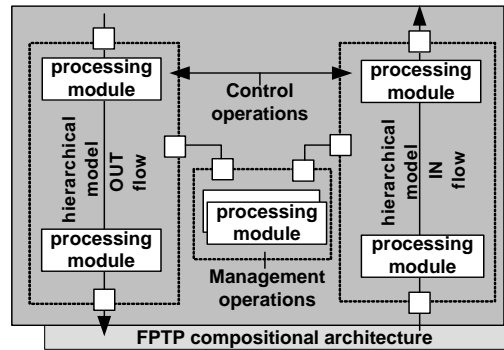 processing
module
processing
module
Control
operations
hierarchical
model
OUT
flow
hierarchical
model
IN
flow
processing
module
processing
module
processing
module
Management
operations
FPTP compositional architecture